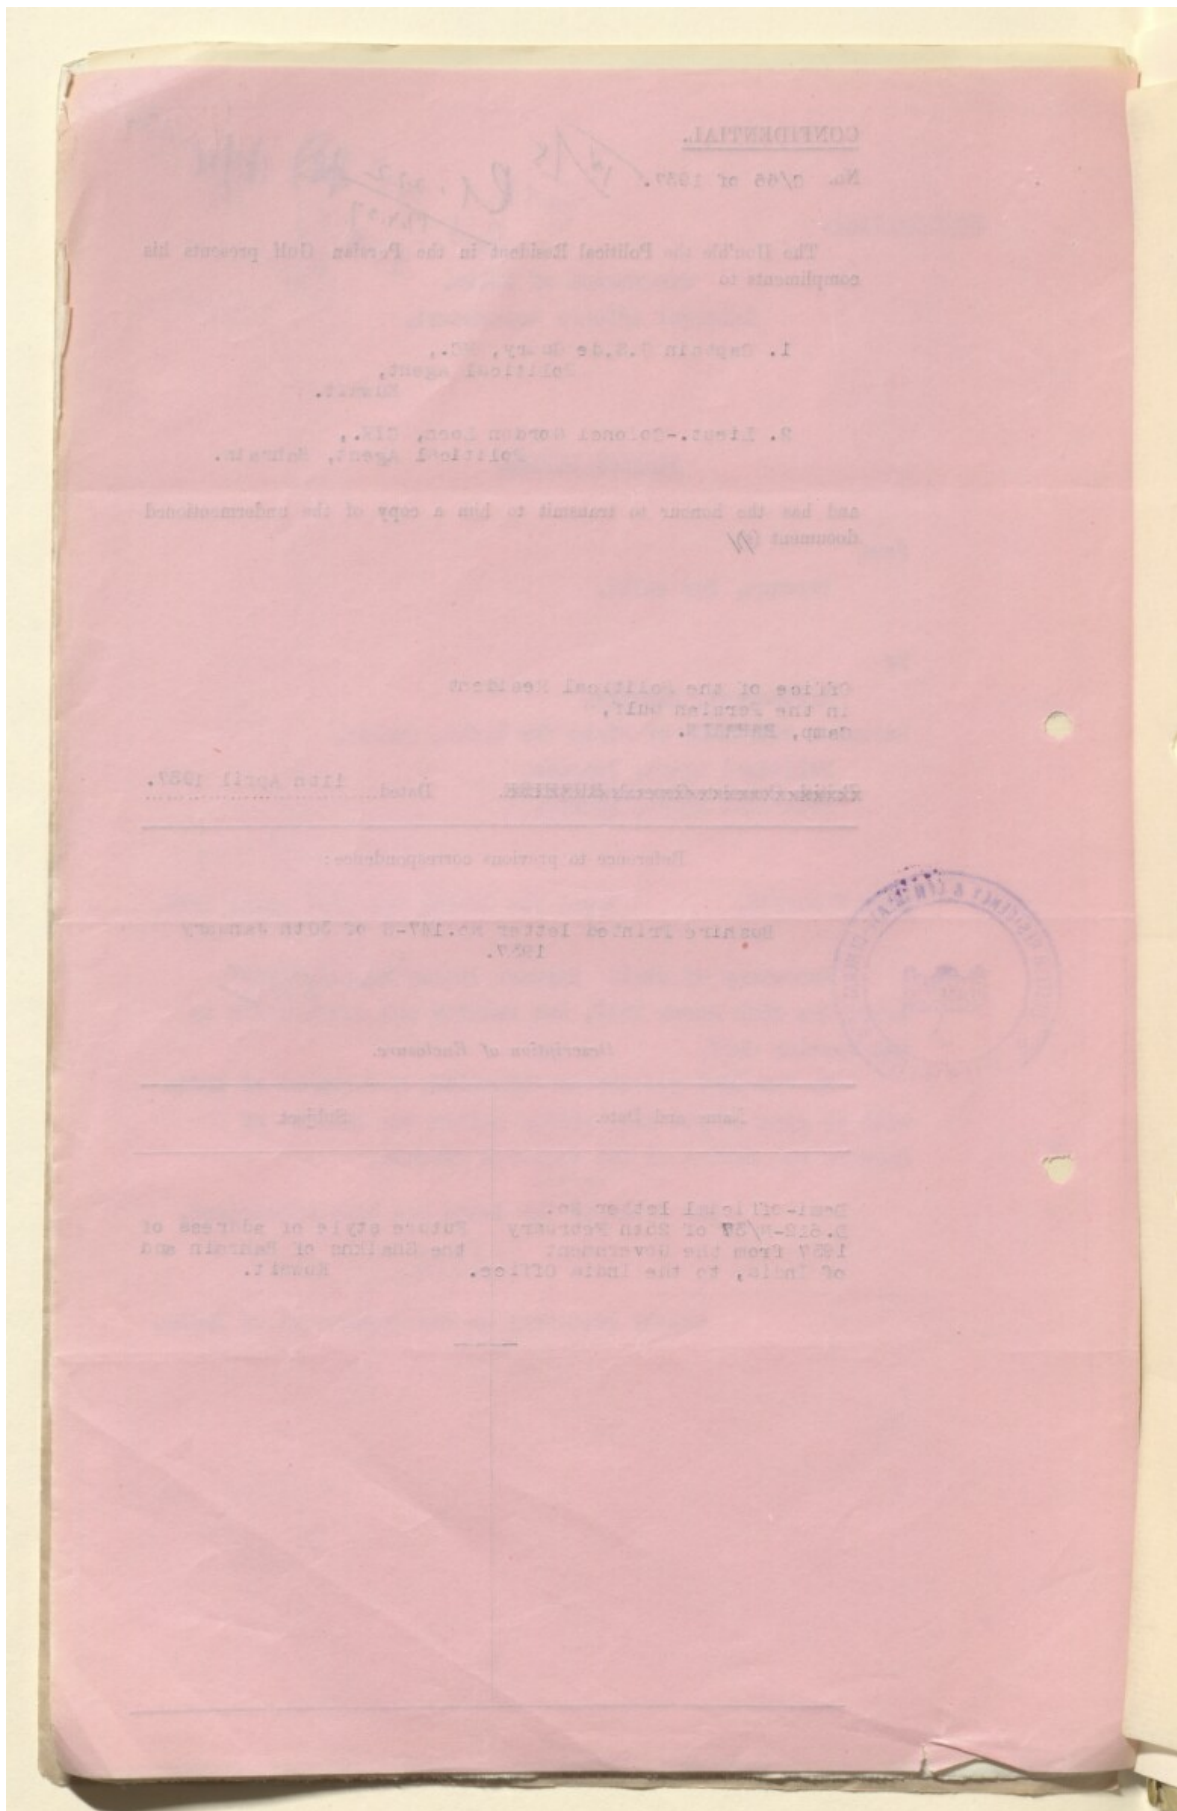 CONFIDENTIAL.
No. C/66 of 1937.
The Hon'ble the Political Resident in the Persian Gulf presents his
compliments to
1. Captain G.S.de Gaury, MC.,
Political Agent,
Kuwait.
2. Lieut.-Colonel Gordon Loch, CIE.,
Political Agent, Bahrain.
and has the honour to transmit to him a copy of the undermentioned
document
Office of the Political Resident
in the Persian Gulf,
Camp, BAHRAIN.
Dated 11th April 1937.
Reference to previous correspondence:
Bushire Printed letter No.147-S of 30th January
1937.
Description of Enclosure.
Name and Date. Subject.
Demi-official letter No.
D.622-N/37 of 25th February Future style of address of
1937 from the Government the Shaikhs of Bahrain and
of India, to the India Office. Kuwait.